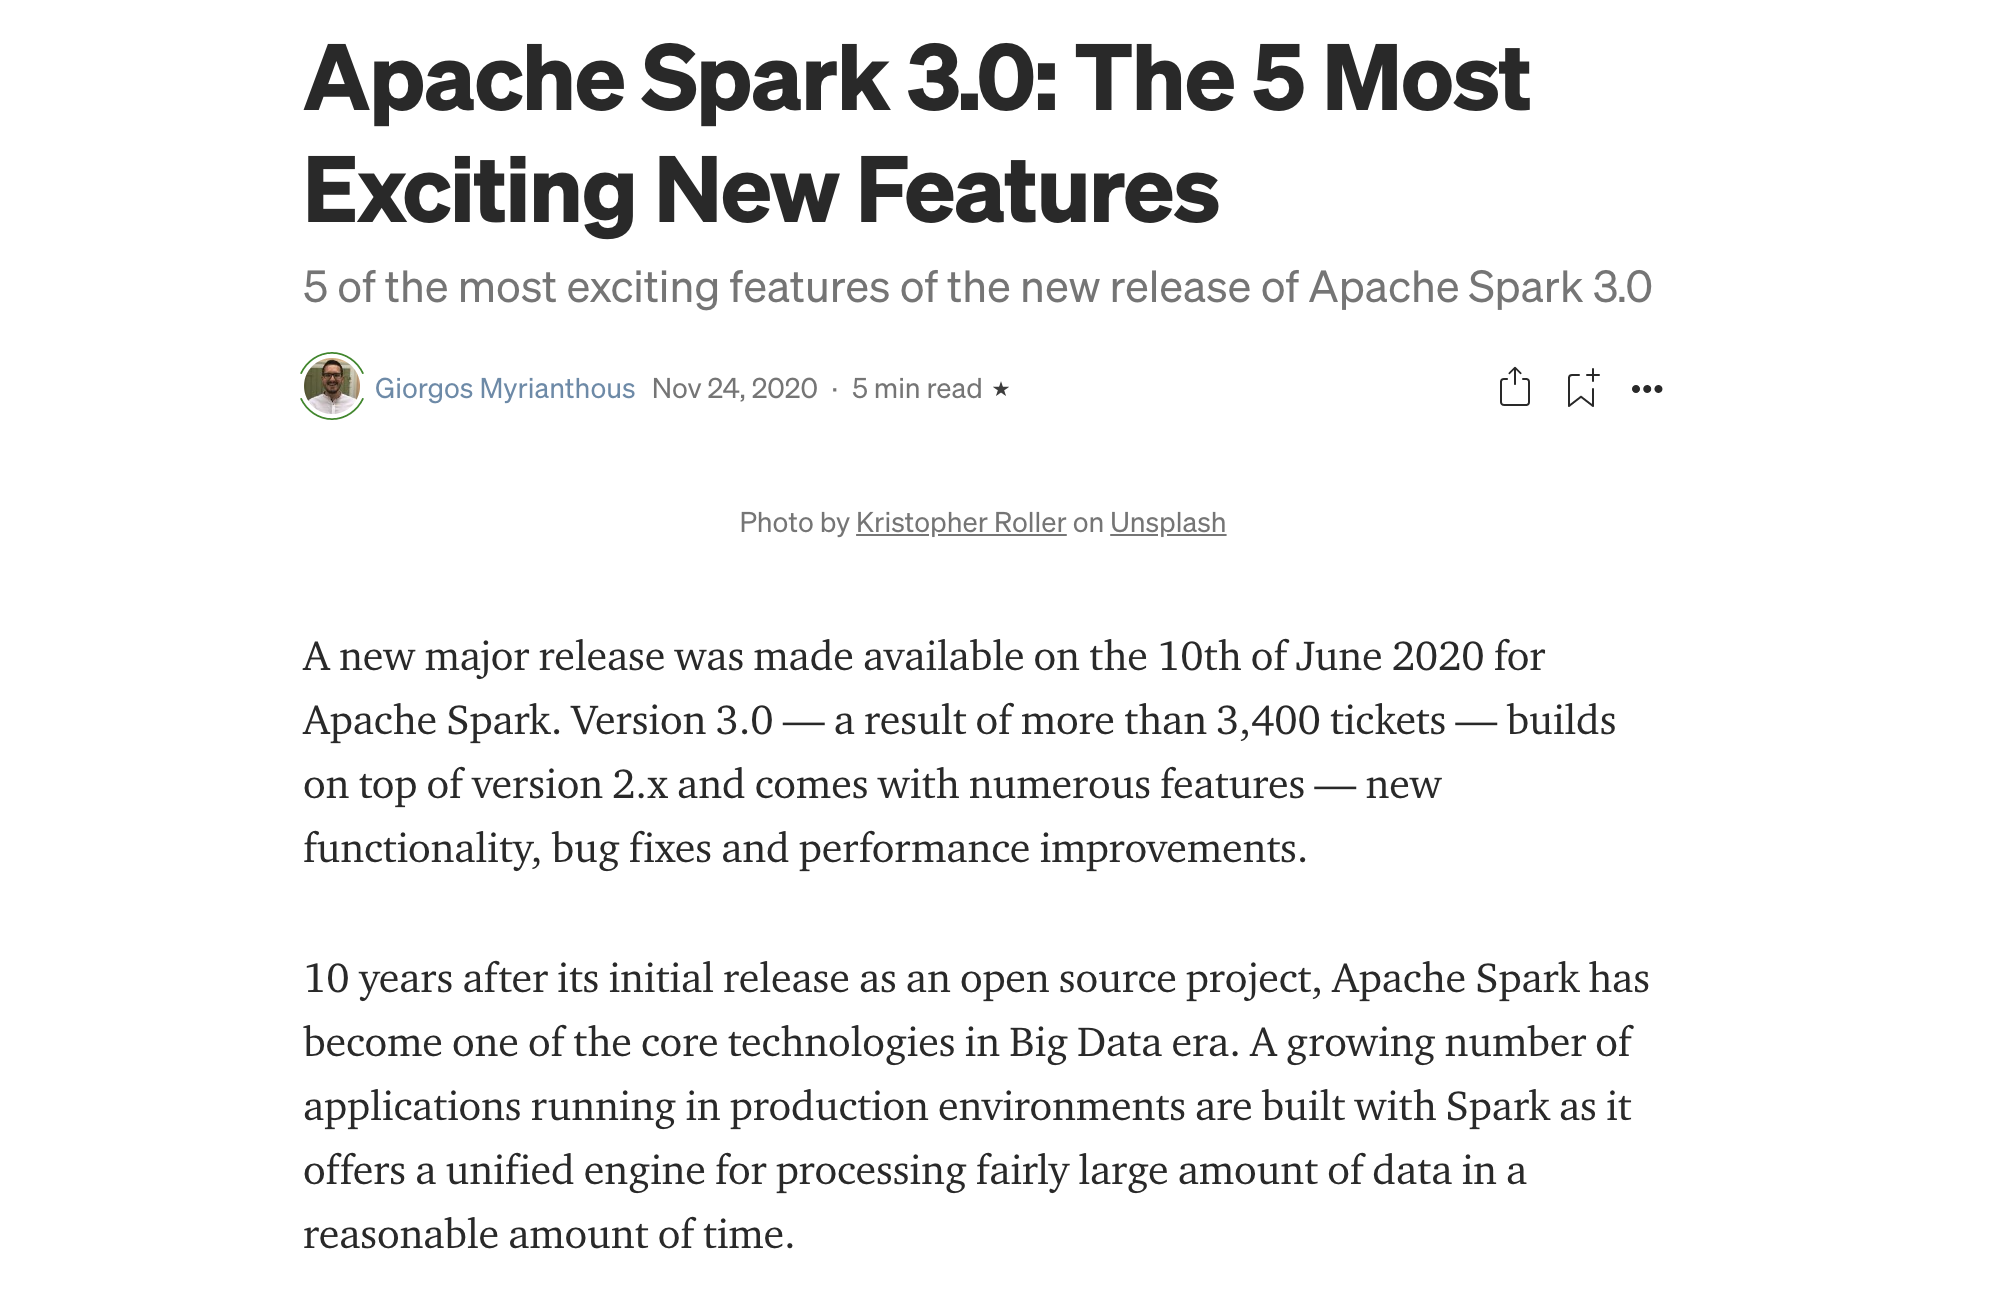 Apache Spark 3.0: The 5 Most
Exciting New Features
5 of the most exciting features of the new release of Apache Spark 3.0
Giorgos Myrianthous Nov 24, 2020 · 5 min read ★
Photo by Kristopher Roller on Unsplash
A new major release was made available on the 10th of June 2020 for
Apache Spark. Version 3.0 — a result of more than 3,400 tickets — builds
on top of version 2.x and comes with numerous features — new
functionality, bug fixes and performance improvements.
10 years after its initial release as an open source project, Apache Spark has
become one of the core technologies in Big Data era. A growing number of
applications running in production environments are built with Spark as it
offers a unified engine for processing fairly large amount of data in a
reasonable amount of time.